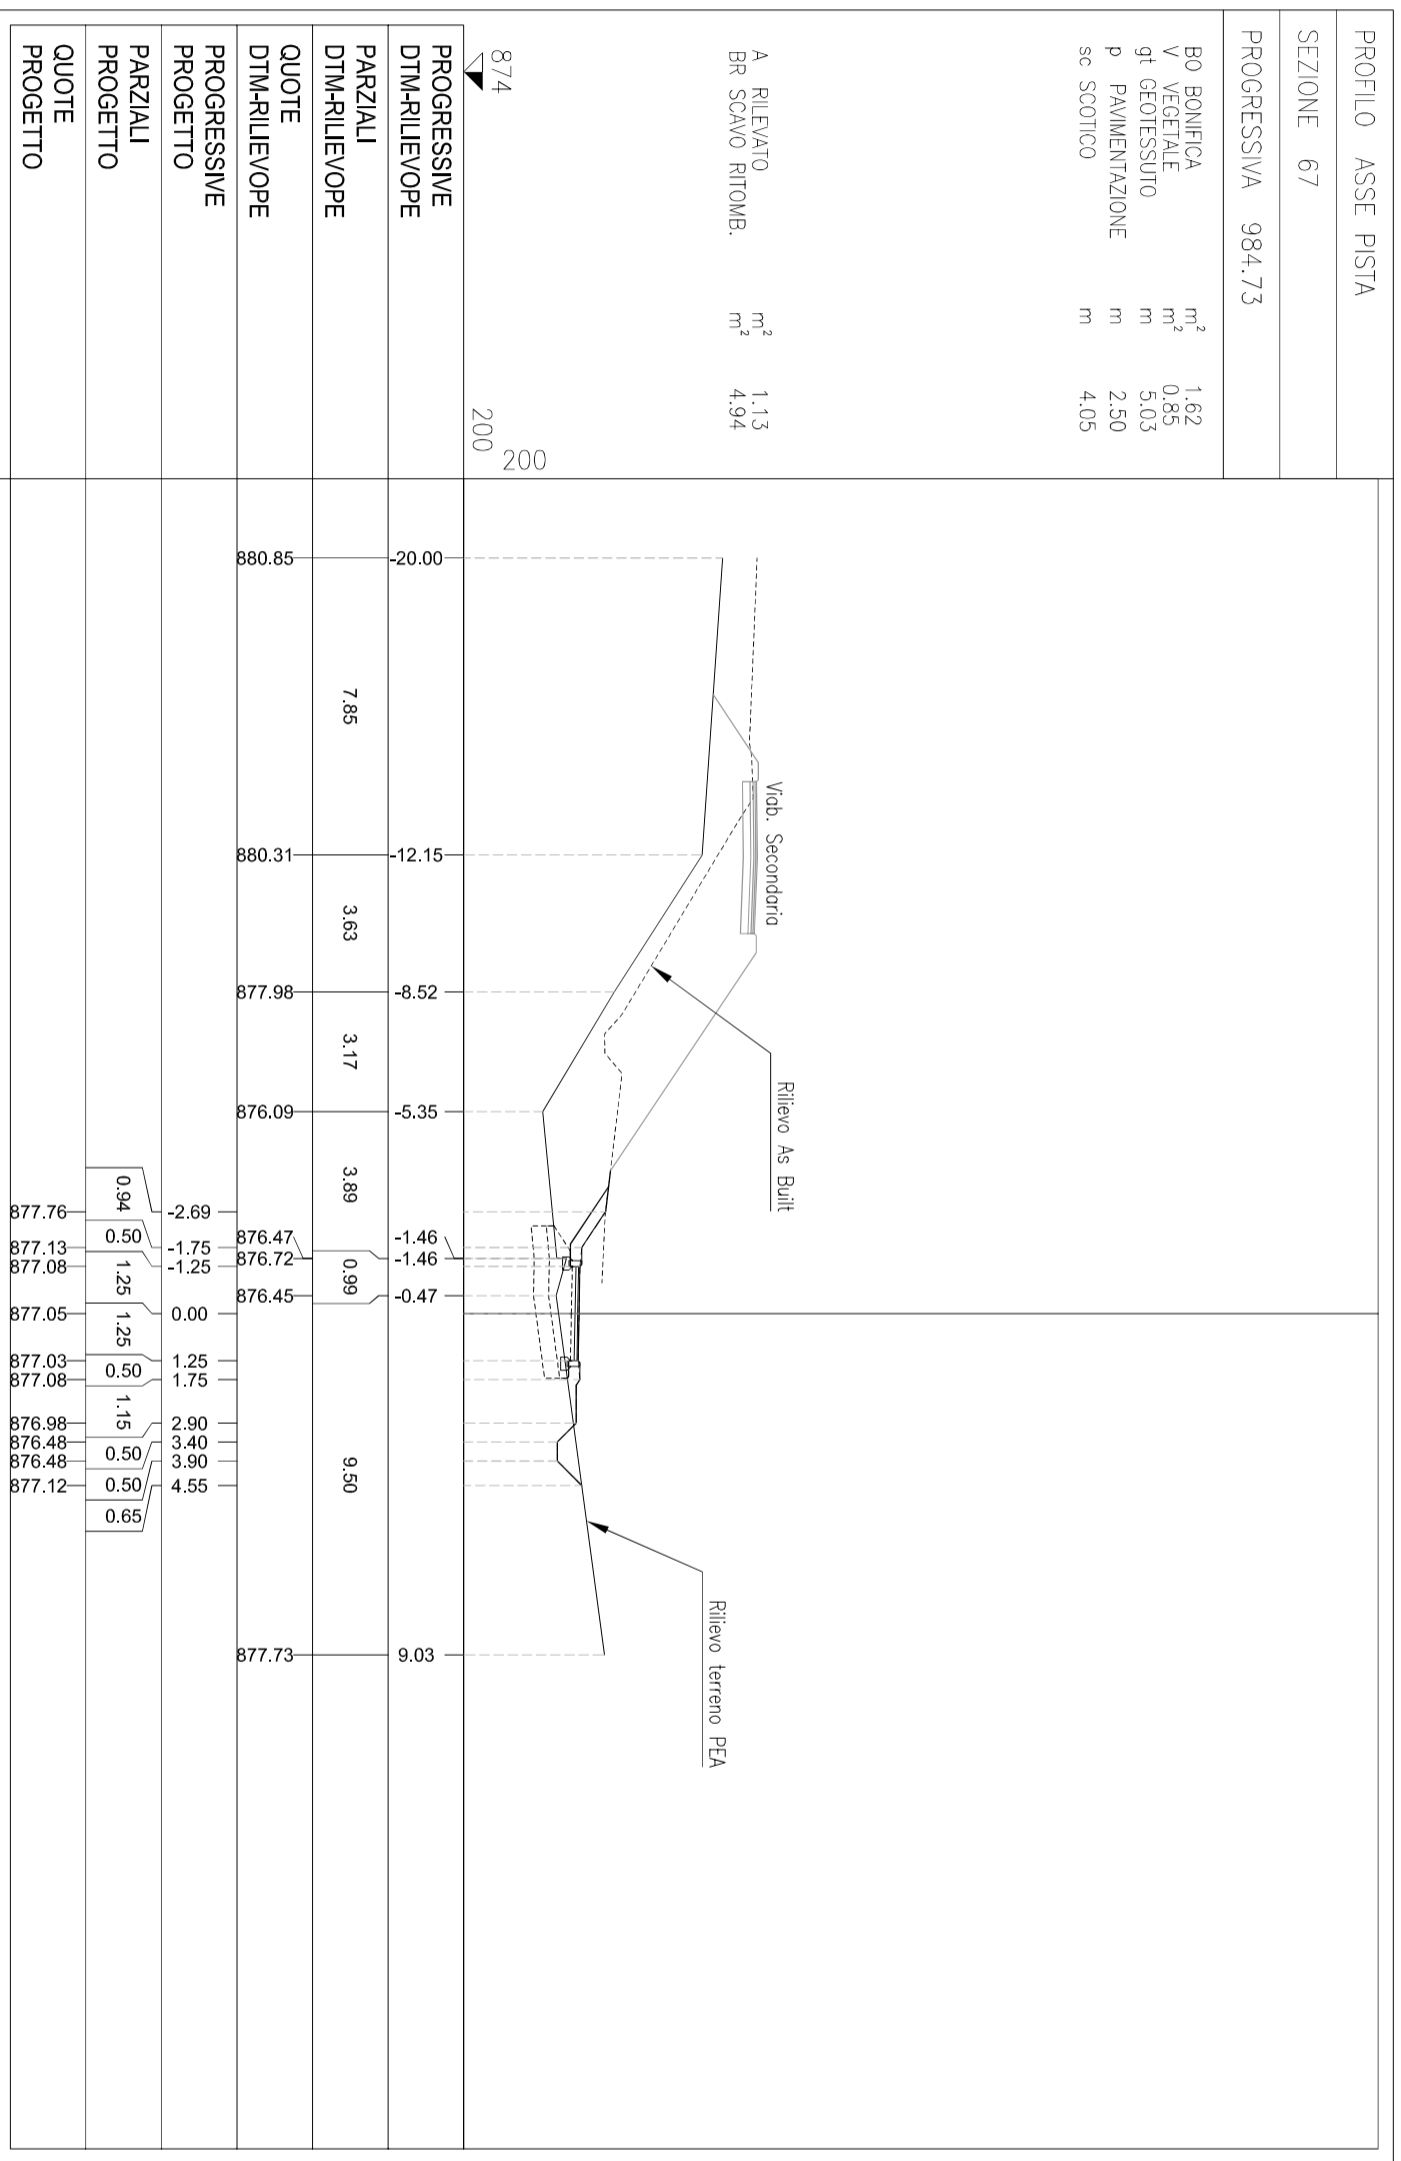 PROFILO ASSE PISTA
SEZIONE 67
PROGRESSIVA 984.73
BO BONIFICA m² 1.62
V VEGETALE m² 0.85
gt GEOTESSUTO m 5.03
p PAVIMENTAZIONE m 2.50
sc SCOTICO m 4.05
A RILEVATO m² 1.13
BR SCAVO RITOMB. m² 4.94
Viab. Secondaria
Rilievo As Built
Rilievo terreno PEA
200
200
874
PROGRESSIVE
DTM-RILIEVOPE
-20.00 -12.15 -8.52 -5.35 -1.46 -1.46 -0.47 9.03
PARZIALI
DTM-RILIEVOPE
7.85 3.63 3.17 3.89 0.99 9.50
QUOTE
DTM-RILIEVOPE
880.85 880.31 877.98 876.09 876.47 876.72 876.45 877.73
PROGRESSIVE
PROGETTO
-2.69 -1.75 -1.25 0.00 1.25 1.75 2.90 3.40 3.90 4.55
PARZIALI
PROGETTO
0.94 0.50 1.25 1.25 0.50 1.15 0.50 0.50 0.65
QUOTE
PROGETTO
877.76 877.13 877.08 877.05 877.03 877.08 876.98 876.48 876.48 877.12